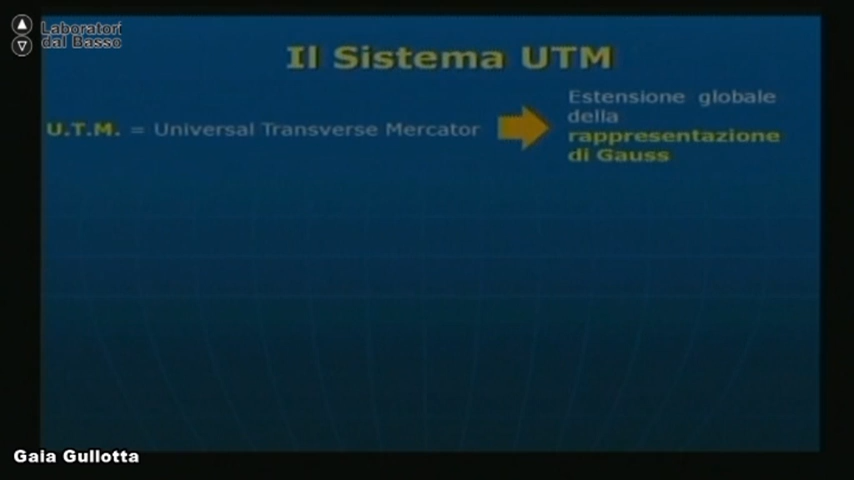 Laboratori
dal Basso
Il Sistema UTM
U.T.M. = Universal Transverse Mercator
Estensione globale
della
rappresentazione
di Gauss
Gaia Gullotta